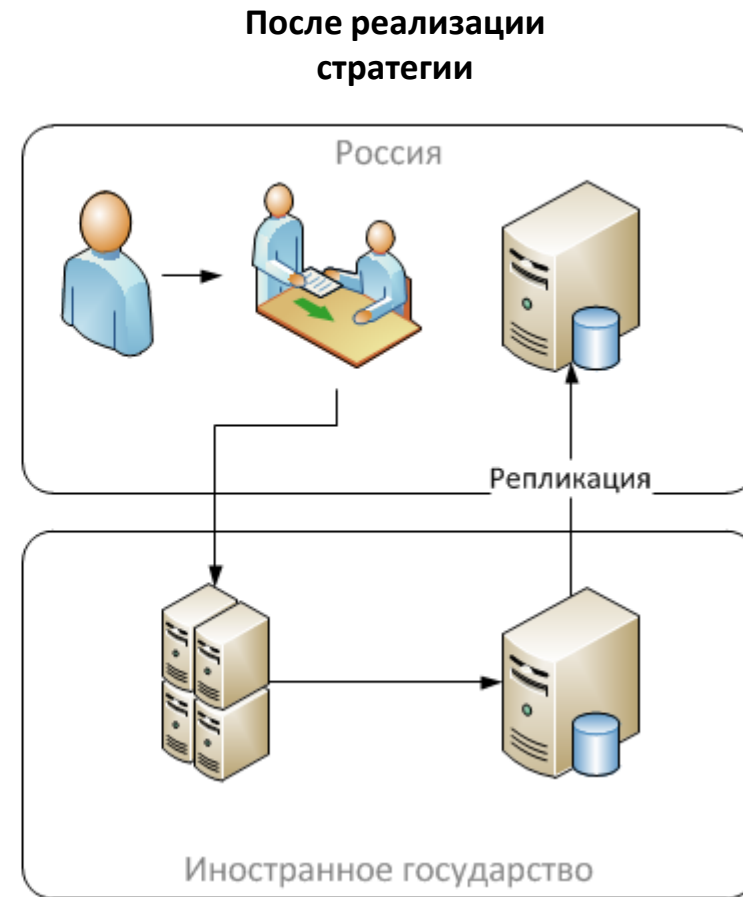 После реализации
стратегии
Россия
Репликация
Иностранное государство